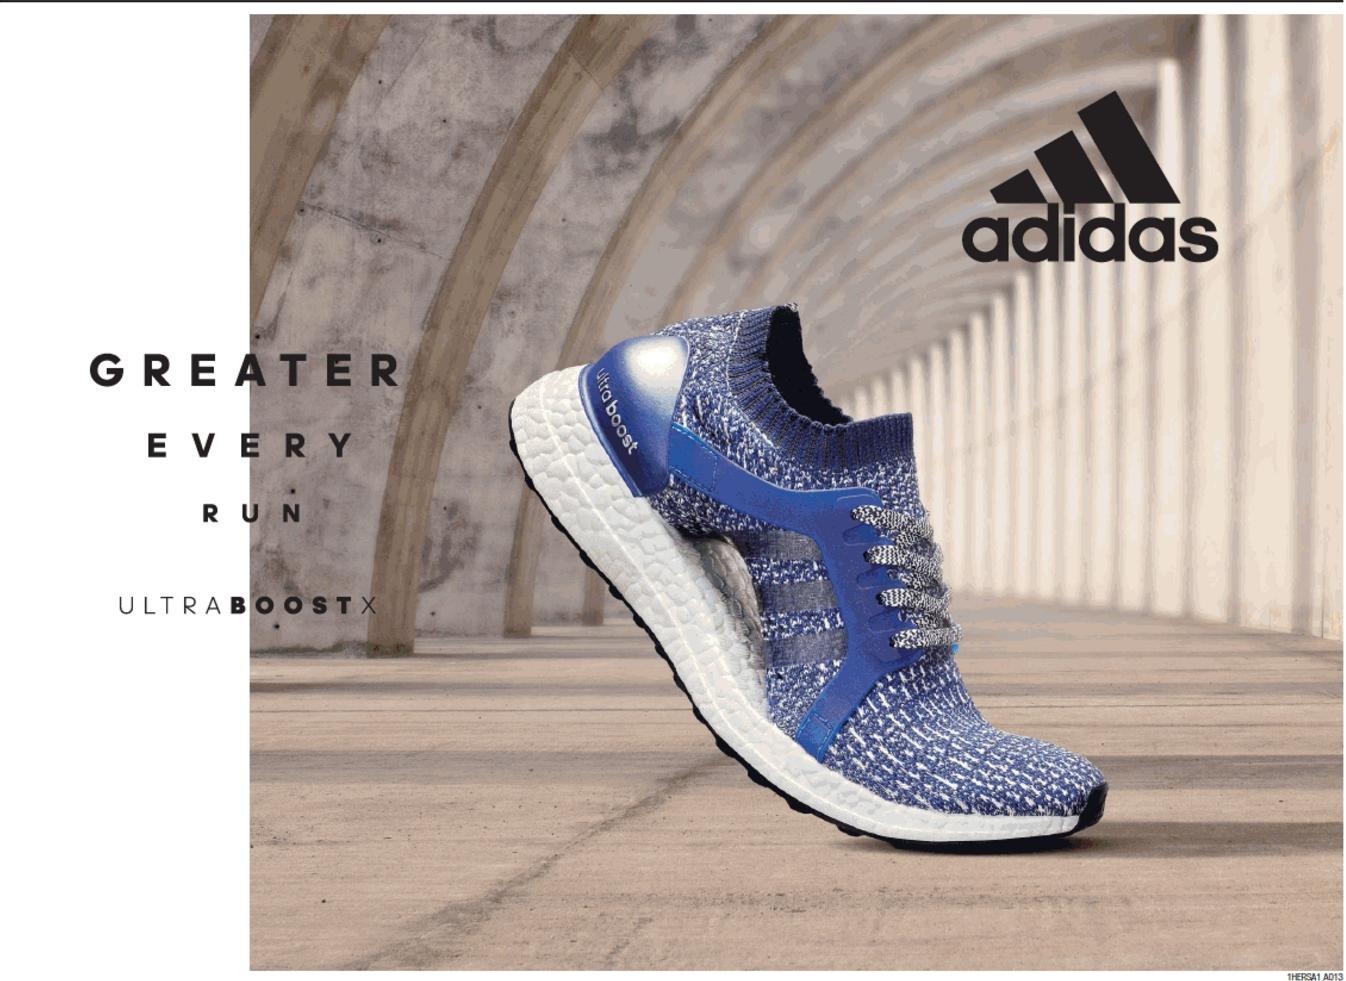 adidas
GREATER
EVERY
RUN
ULTRABOOSTX
ultra boost
1HERSA1 A013